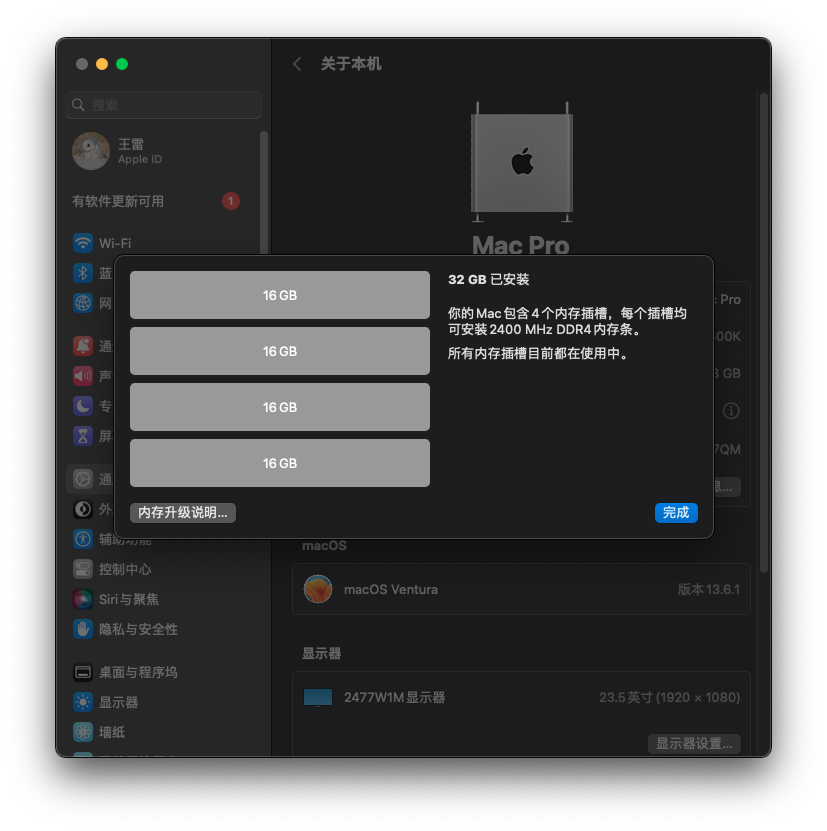 关于本机
搜索
王雷
Apple ID
有软件更新可用
1
Wi-Fi
蓝
网
通
声
专
屏
通
外
辅助功能
控制中心
Siri与聚焦
隐私与安全性
桌面与程序坞
显示器
墙纸
Mac Pro
16 GB
16 GB
16 GB
16 GB
32 GB 已安装
你的 Mac 包含 4 个内存插槽，每个插槽均
可安装 2400 MHz DDR4 内存条。
所有内存插槽目前都在使用中。
内存升级说明...
完成
Pro
00K
GB
7QM
息...
macOS
macOS Ventura
版本 13.6.1
显示器
2477W1M 显示器
23.5 英寸 (1920 × 1080)
显示器设置...